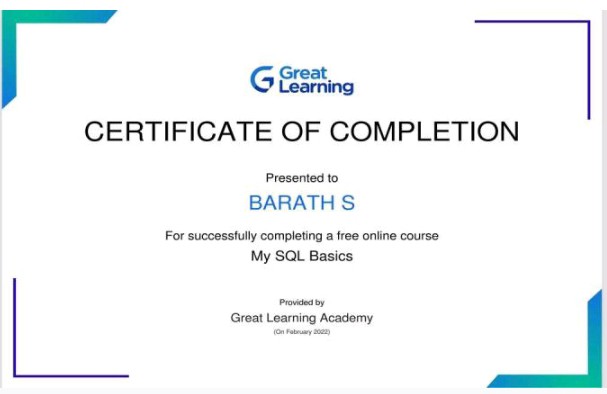 Great
Learning
CERTIFICATE OF COMPLETION
Presented to
BARATH S
For successfully completing a free online course
My SQL Basics
Provided by
Great Learning Academy
(On February 2022)